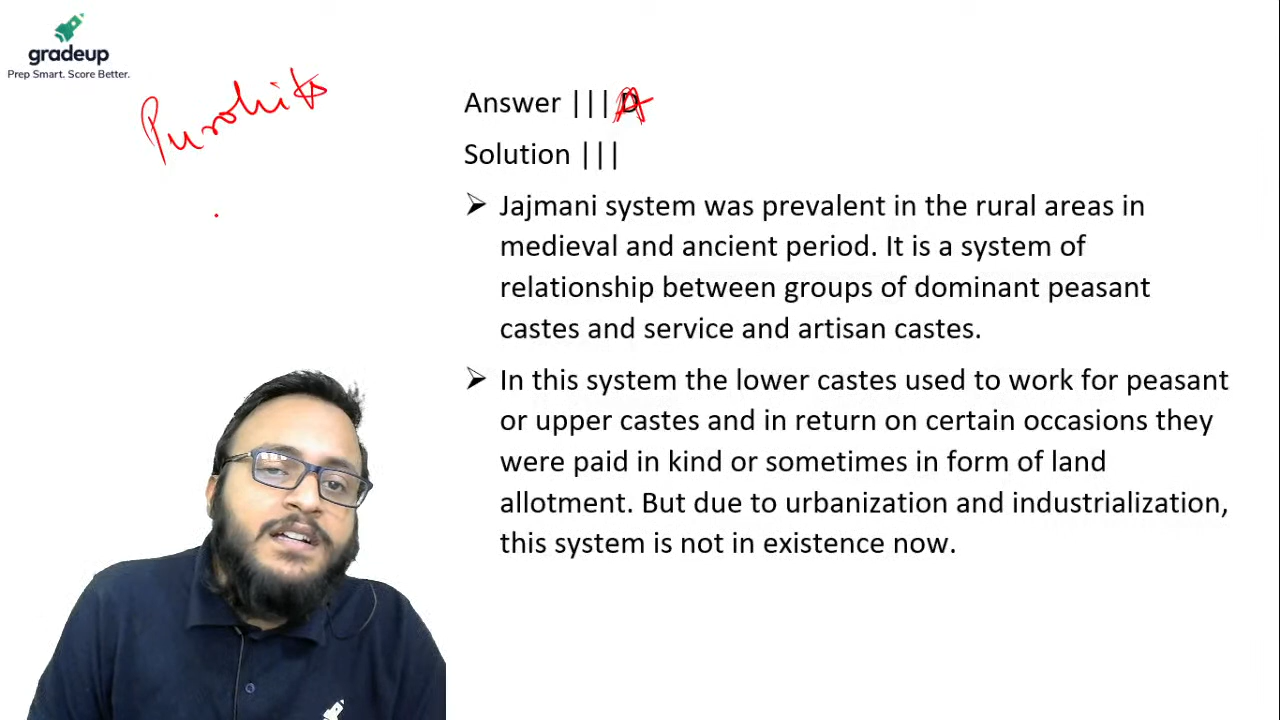 gradeup
Prep Smart. Score Better.
Purohits
Answer ||| A
Solution |||
Jajmani system was prevalent in the rural areas in
medieval and ancient period. It is a system of
relationship between groups of dominant peasant
castes and service and artisan castes.
In this system the lower castes used to work for peasant
or upper castes and in return on certain occasions they
were paid in kind or sometimes in form of land
allotment. But due to urbanization and industrialization,
this system is not in existence now.